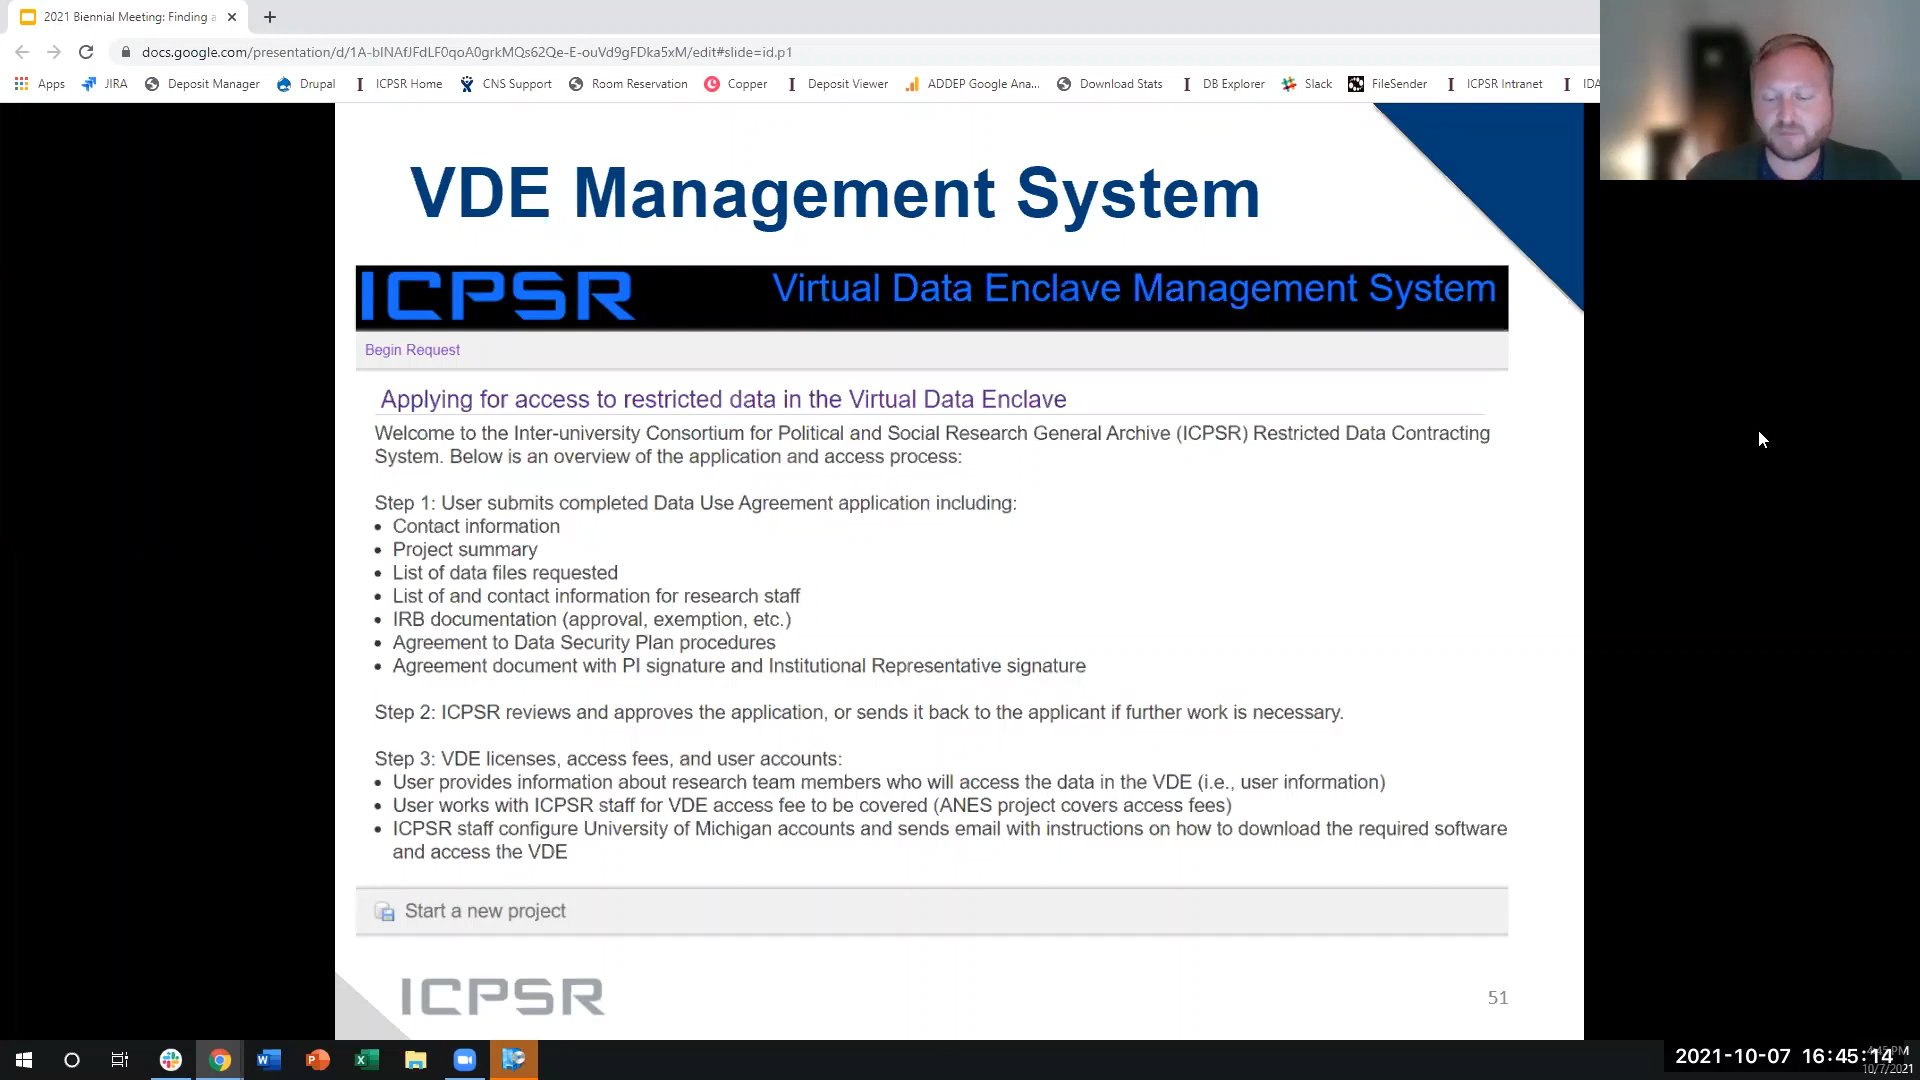 2021 Biennial Meeting: Finding a
docs.google.com/presentation/d/1A-bINAfJFdLF0qoA0grkMQs62Qe-E-ouVd9gFDka5xM/edit#slide=id.p1
Apps JIRA Deposit Manager Drupal ICPSR Home CNS Support Room Reservation Copper Deposit Viewer ADDEP Google Ana... Download Stats DB Explorer Slack FileSender ICPSR Intranet IDA
VDE Management System
ICPSR Virtual Data Enclave Management System
Begin Request
Applying for access to restricted data in the Virtual Data Enclave
Welcome to the Inter-university Consortium for Political and Social Research General Archive (ICPSR) Restricted Data Contracting
System. Below is an overview of the application and access process:
Step 1: User submits completed Data Use Agreement application including:
• Contact information
• Project summary
• List of data files requested
• List of and contact information for research staff
• IRB documentation (approval, exemption, etc.)
• Agreement to Data Security Plan procedures
• Agreement document with PI signature and Institutional Representative signature
Step 2: ICPSR reviews and approves the application, or sends it back to the applicant if further work is necessary.
Step 3: VDE licenses, access fees, and user accounts:
• User provides information about research team members who will access the data in the VDE (i.e., user information)
• User works with ICPSR staff for VDE access fee to be covered (ANES project covers access fees)
• ICPSR staff configure University of Michigan accounts and sends email with instructions on how to download the required software
and access the VDE
Start a new project
ICPSR
51
2021-10-07 16:45:14
10/7/2021